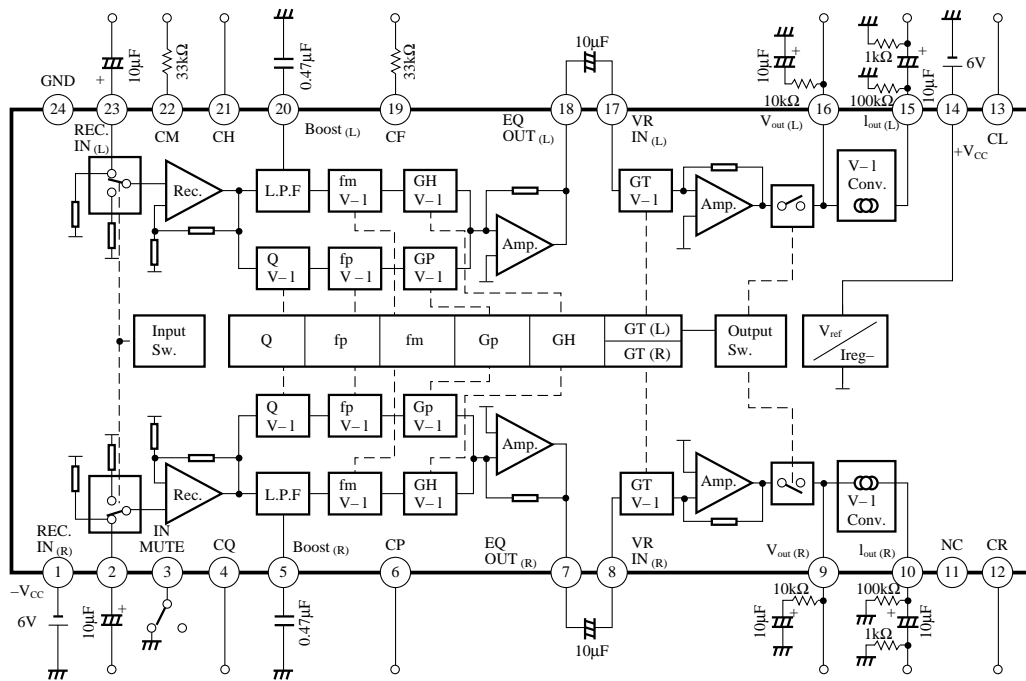 10μF
33kΩ
0.47μF
33kΩ
10μF
10μF
10kΩ
1kΩ
100kΩ
10μF
6V
GND
24
23
22
21
20
19
18
17
16
15
14
13
REC.
IN (L)
CM
CH
Boost (L)
CF
EQ
OUT (L)
VR
IN (L)
Vout(L)
Iout(L)
+VCC
CL
Rec.
L.P.F
fm
V–1
GH
V–1
Amp.
GT
V–1
Amp.
V–1
Conv.
Q
V–1
fp
V–1
GP
V–1
Input
Sw.
Q
fp
fm
Gp
GH
GT (L)
GT (R)
Output
Sw.
Vref
Ireg–
Q
V–1
fp
V–1
Gp
V–1
Amp.
Rec.
L.P.F
fm
V–1
GH
V–1
GT
V–1
Amp.
V–1
Conv.
REC.
IN (R)
IN
MUTE
CQ
Boost (R)
CP
EQ
OUT (R)
VR
IN (R)
Vout(R)
Iout(R)
NC
CR
1
2
3
4
5
6
7
8
9
10
11
12
–VCC
6V
10μF
0.47μF
10μF
10μF
10kΩ
100kΩ
1kΩ
10μF